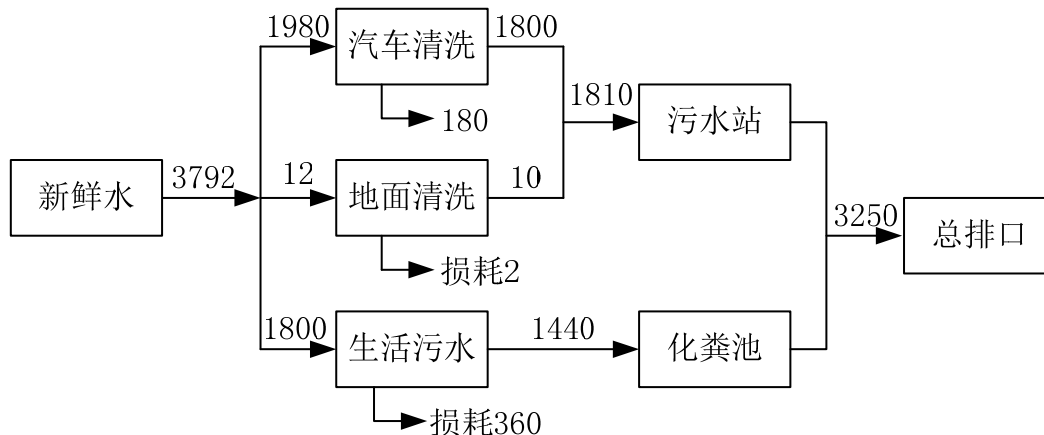 1980
汽车清洗
1800
180
1810
污水站
新鲜水
3792
12
地面清洗
10
损耗2
3250
总排口
1800
生活污水
1440
化粪池
损耗360